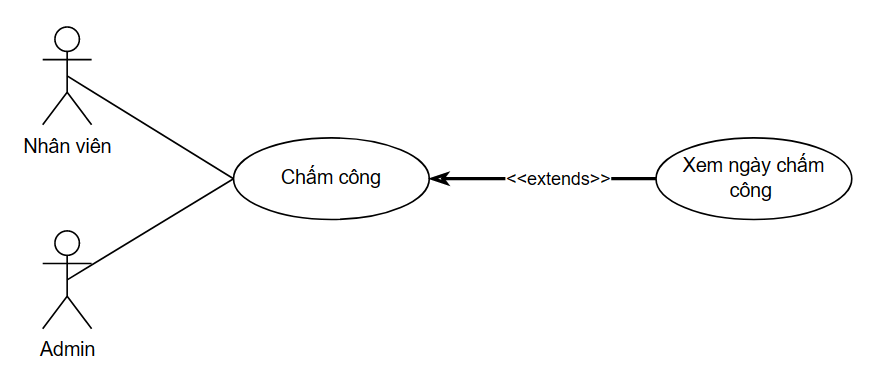 Nhân viên
Chấm công
<<extends>>
Xem ngày chấm
công
Admin